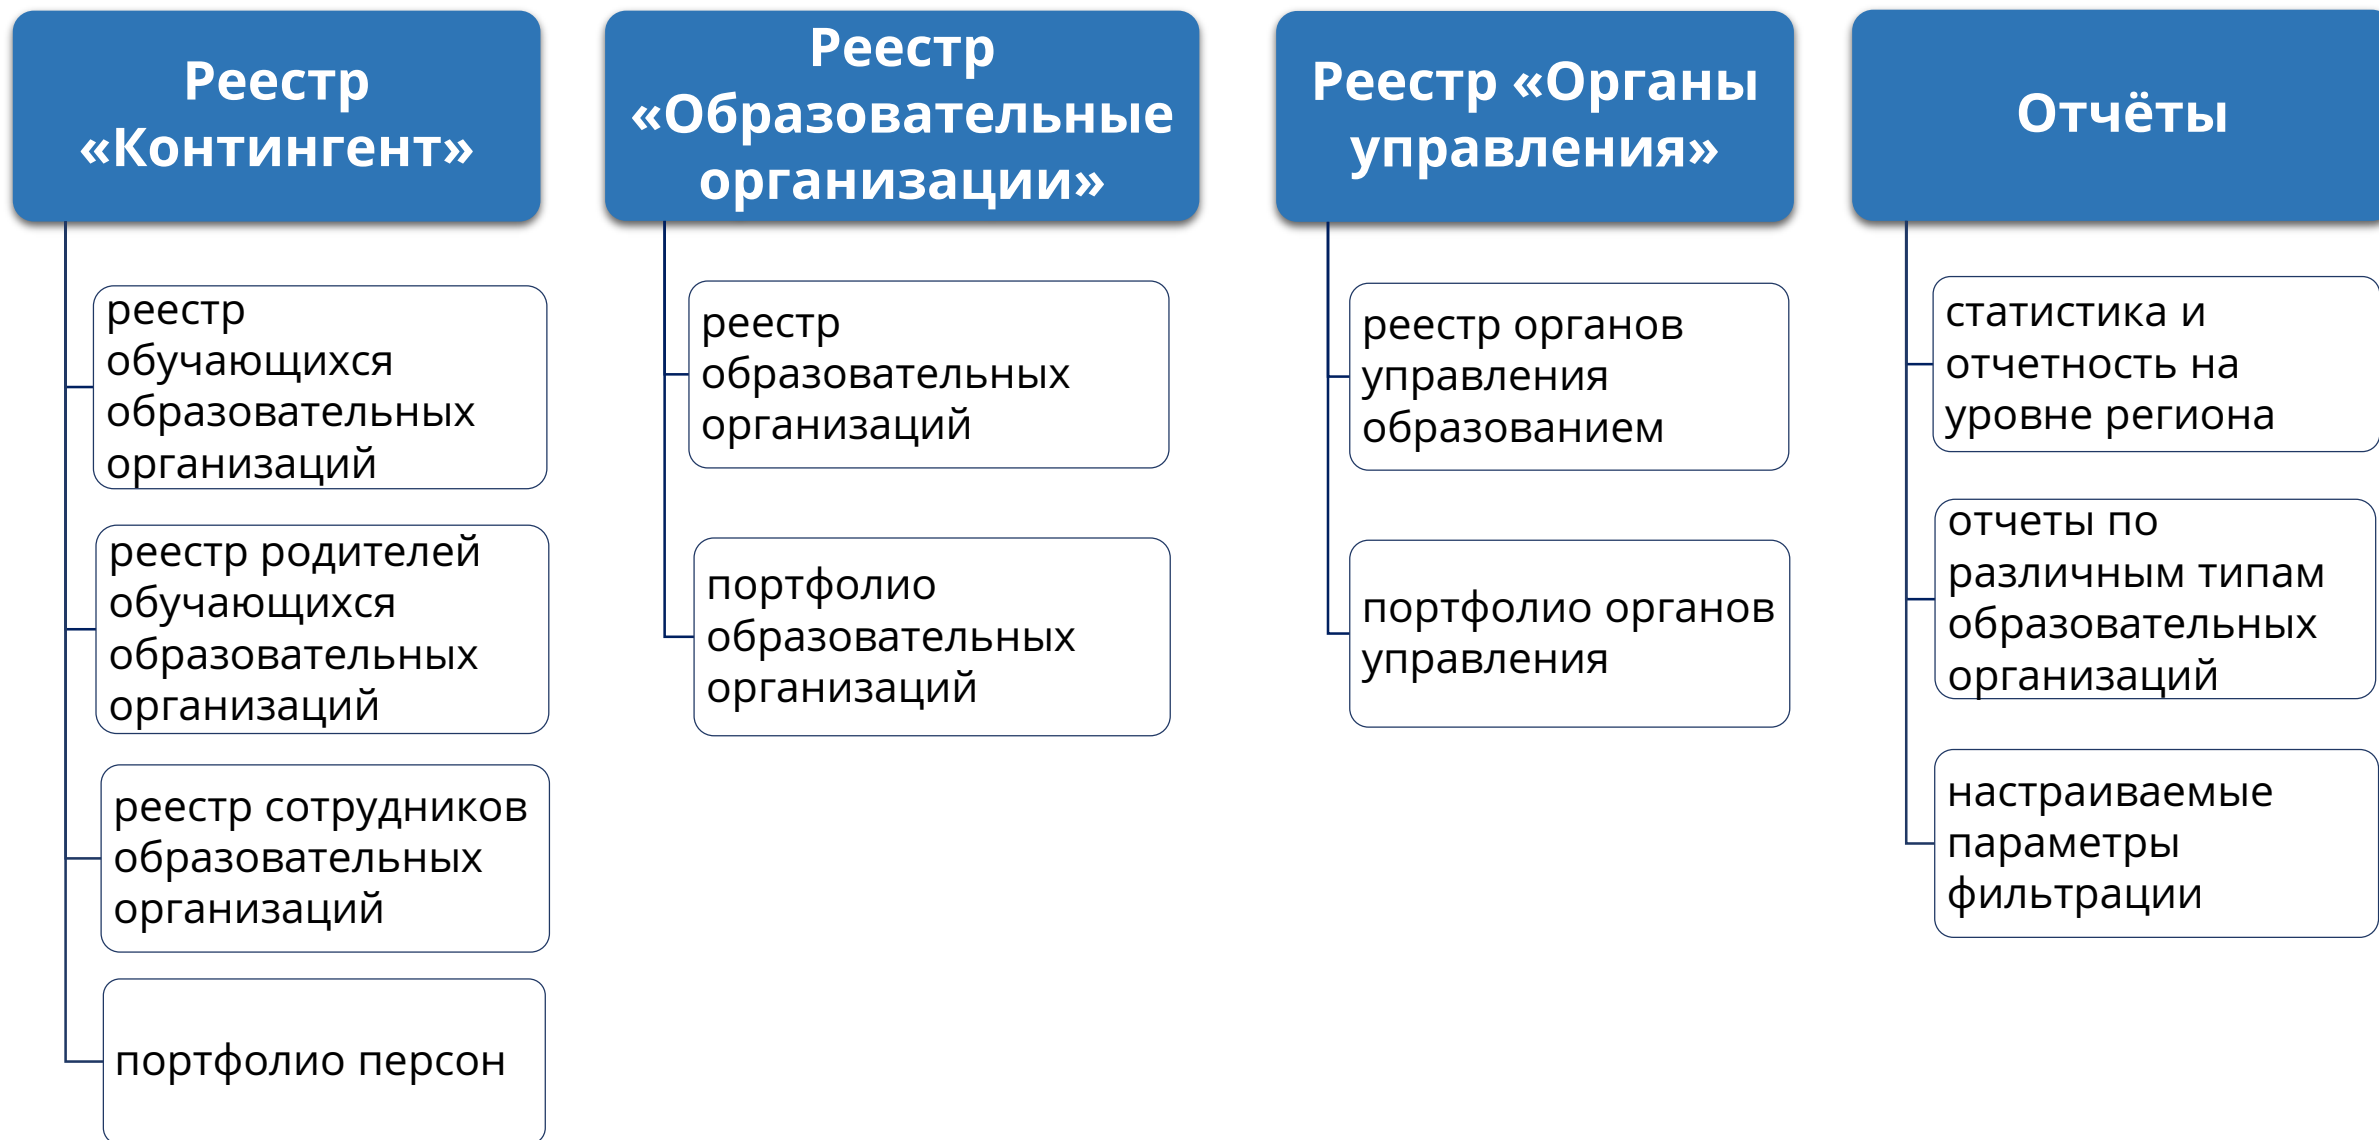 Реестр
«Контингент»
реестр
обучающихся
образовательных
организаций
реестр родителей
обучающихся
образовательных
организаций
реестр сотрудников
образовательных
организаций
портфолио персон
Реестр
«Образовательные
организации»
реестр
образовательных
организаций
портфолио
образовательных
организаций
Реестр «Органы
управления»
реестр органов
управления
образованием
портфолио органов
управления
Отчёты
статистика и
отчетность на
уровне региона
отчеты по
различным типам
образовательных
организаций
настраиваемые
параметры
фильтрации